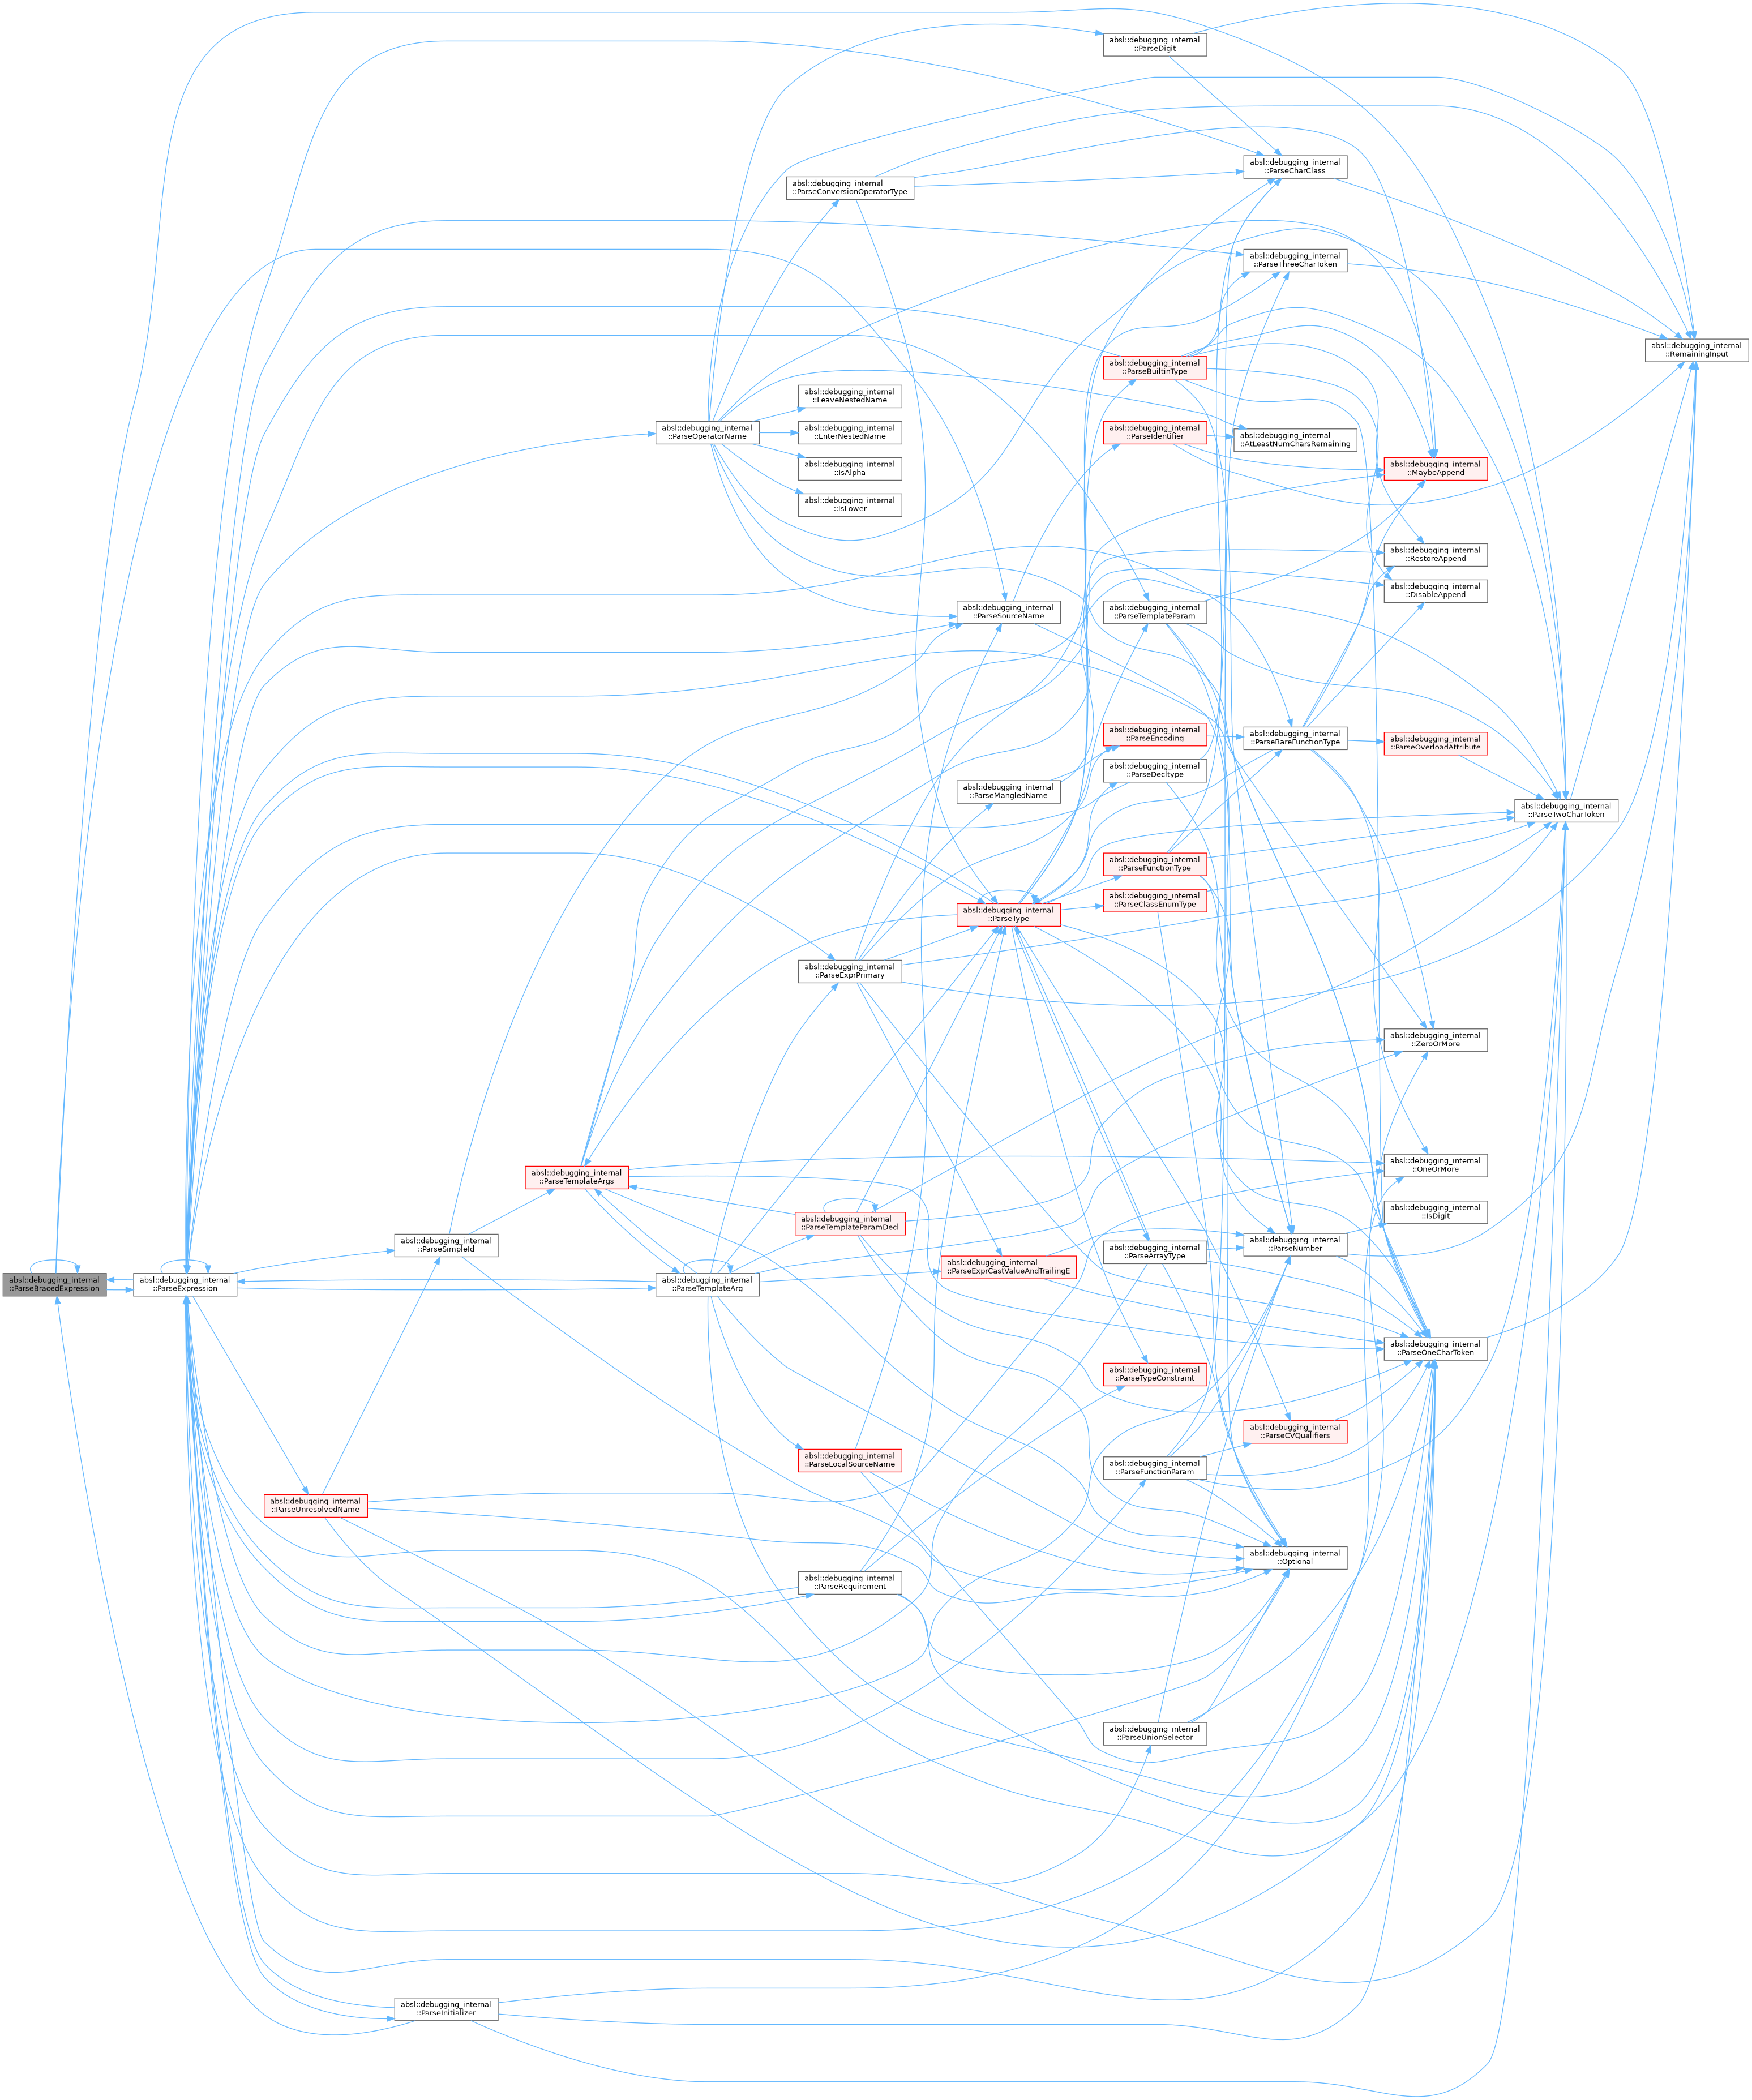 absl::debugging_internal
::ParseBracedExpression
absl::debugging_internal
::ParseExpression
absl::debugging_internal
::ParseUnresolvedName
absl::debugging_internal
::ParseSimpleId
absl::debugging_internal
::ParseInitializer
absl::debugging_internal
::ParseTemplateArgs
absl::debugging_internal
::ParseOperatorName
absl::debugging_internal
::ParseTemplateArg
absl::debugging_internal
::ParseConversionOperatorType
absl::debugging_internal
::LeaveNestedName
absl::debugging_internal
::EnterNestedName
absl::debugging_internal
::IsAlpha
absl::debugging_internal
::IsLower
absl::debugging_internal
::ParseExprPrimary
absl::debugging_internal
::ParseTemplateParamDecl
absl::debugging_internal
::ParseLocalSourceName
absl::debugging_internal
::ParseRequirement
absl::debugging_internal
::ParseSourceName
absl::debugging_internal
::ParseMangledName
absl::debugging_internal
::ParseType
absl::debugging_internal
::ParseExprCastValueAndTrailingE
absl::debugging_internal
::ParseDigit
absl::debugging_internal
::ParseBuiltinType
absl::debugging_internal
::ParseIdentifier
absl::debugging_internal
::ParseTemplateParam
absl::debugging_internal
::ParseEncoding
absl::debugging_internal
::ParseDecltype
absl::debugging_internal
::ParseFunctionType
absl::debugging_internal
::ParseClassEnumType
absl::debugging_internal
::ParseArrayType
absl::debugging_internal
::ParseTypeConstraint
absl::debugging_internal
::ParseFunctionParam
absl::debugging_internal
::ParseUnionSelector
absl::debugging_internal
::ParseCharClass
absl::debugging_internal
::ParseThreeCharToken
absl::debugging_internal
::AtLeastNumCharsRemaining
absl::debugging_internal
::ParseBareFunctionType
absl::debugging_internal
::ParseNumber
absl::debugging_internal
::ParseCVQualifiers
absl::debugging_internal
::Optional
absl::debugging_internal
::MaybeAppend
absl::debugging_internal
::RestoreAppend
absl::debugging_internal
::DisableAppend
absl::debugging_internal
::ParseOverloadAttribute
absl::debugging_internal
::ZeroOrMore
absl::debugging_internal
::OneOrMore
absl::debugging_internal
::IsDigit
absl::debugging_internal
::ParseOneCharToken
absl::debugging_internal
::ParseTwoCharToken
absl::debugging_internal
::RemainingInput